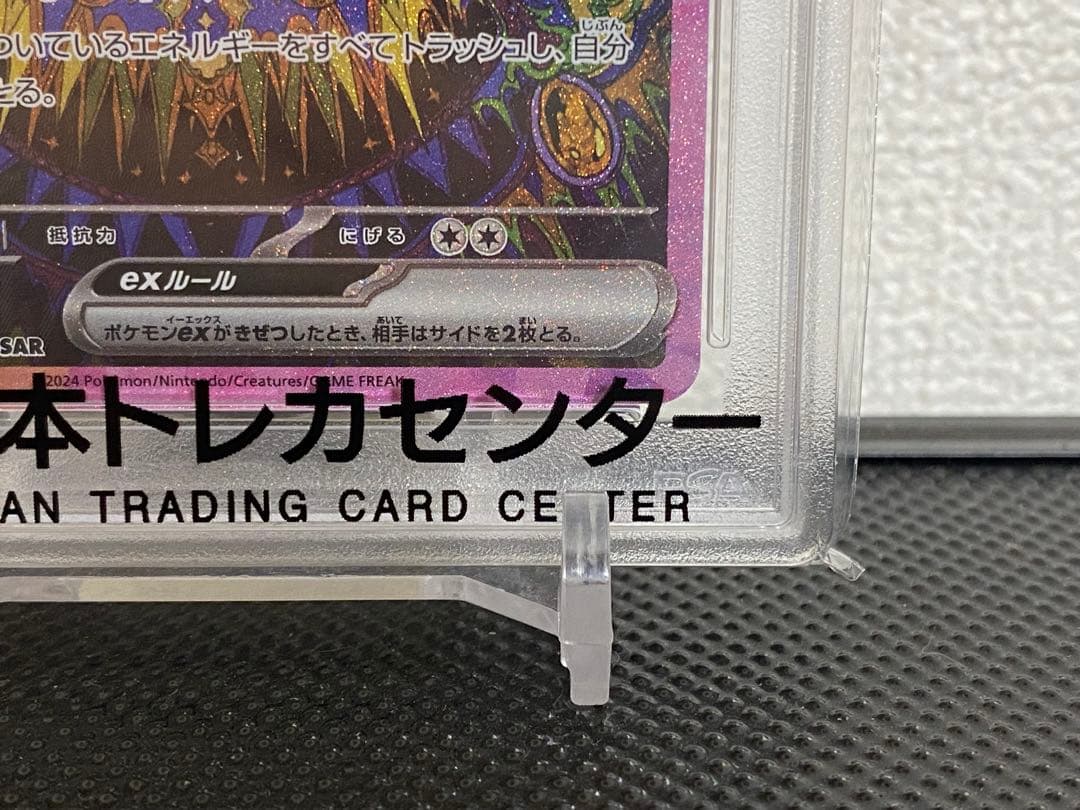 ついているエネルギーをすべてトラッシュし、自分
とる。
抵抗力 にげる
exルール
ポケモンexがきぜつしたとき、相手はサイドを2枚とる。
SAR
2024 Pokémon/Nintendo/Creatures/GAME FREAK
本トレカセンター
PSA
AN TRADING CARD CENTER